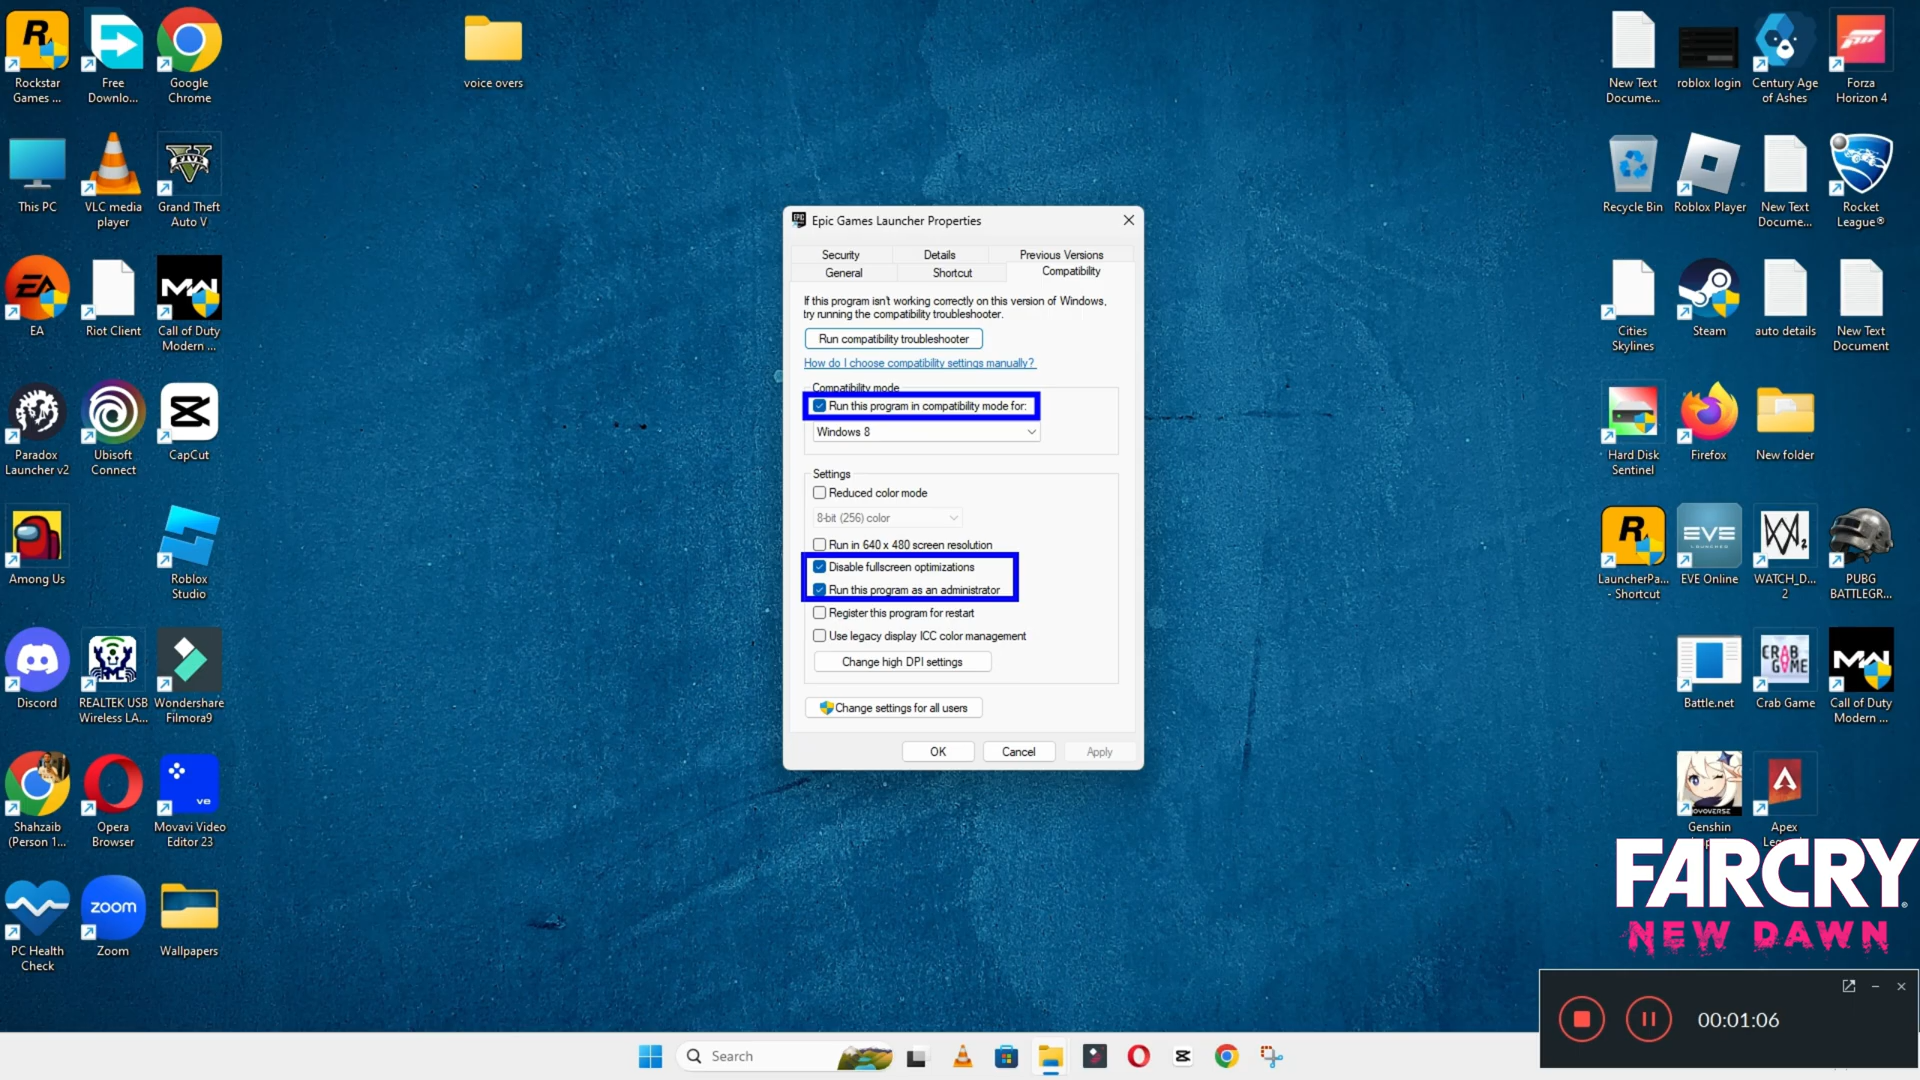 Rockstar
Games ...
Free
Downlo...
Google
Chrome
voice overs
New Text
Docume...
roblox login
Century Age
of Ashes
Forza
Horizon 4
This PC
VLC media
player
FIVE
Grand Theft
Auto V
Recycle Bin
Roblox Player
New Text
Docume...
Rocket
League®
EA
EA
Riot Client
MW
Call of Duty
Modern ...
Cities
Skylines
Steam
auto details
New Text
Document
Paradox
Launcher v2
Ubisoft
Connect
CapCut
Hard Disk
Sentinel
Firefox
New folder
Among Us
Roblox
Studio
LauncherPa...
- Shortcut
EVE
EVE Online
WATCH_D...
2
PUBG
BATTLEGR...
Discord
REALTEK USB
Wireless LA...
Wondershare
Filmora9
Battle.net
CRAB
GAME
Crab Game
MW
Call of Duty
Modern ...
Shahzaib
(Person 1...
Opera
Browser
ve
Movavi Video
Editor 23
Genshin
Apex
PC Health
Check
zoom
Zoom
Wallpapers
EPIC
Epic Games Launcher Properties
Security
Details
Previous Versions
General
Shortcut
Compatibility
If this program isn't working correctly on this version of Windows,
try running the compatibility troubleshooter.
Run compatibility troubleshooter
How do I choose compatibility settings manually?
Compatibility mode
Run this program in compatibility mode for:
Windows 8
Settings
Reduced color mode
8-bit (256) color
Run in 640 x 480 screen resolution
Disable fullscreen optimizations
Run this program as an administrator
Register this program for restart
Use legacy display ICC color management
Change high DPI settings
Change settings for all users
OK
Cancel
Apply
FARCRY®
NEW DAWN
00:01:06
Search